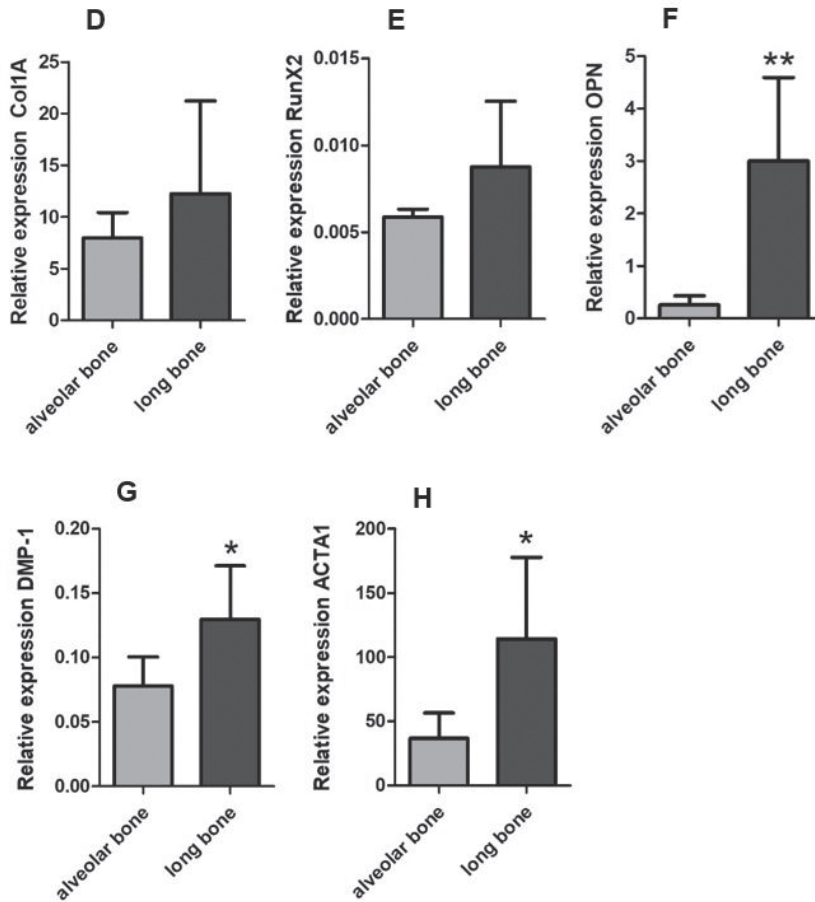 D
Relative expression Col1A
25
20
15
10
5
0
alveolar bone
long bone
E
Relative expression RunX2
0.015
0.010
0.005
0.000
alveolar bone
long bone
F
Relative expression OPN
5
4
3
2
1
0
**
alveolar bone
long bone
G
Relative expression DMP-1
0.20
0.15
0.10
0.05
0.00
*
alveolar bone
long bone
H
Relative expression ACTA1
200
150
100
50
0
*
alveolar bone
long bone